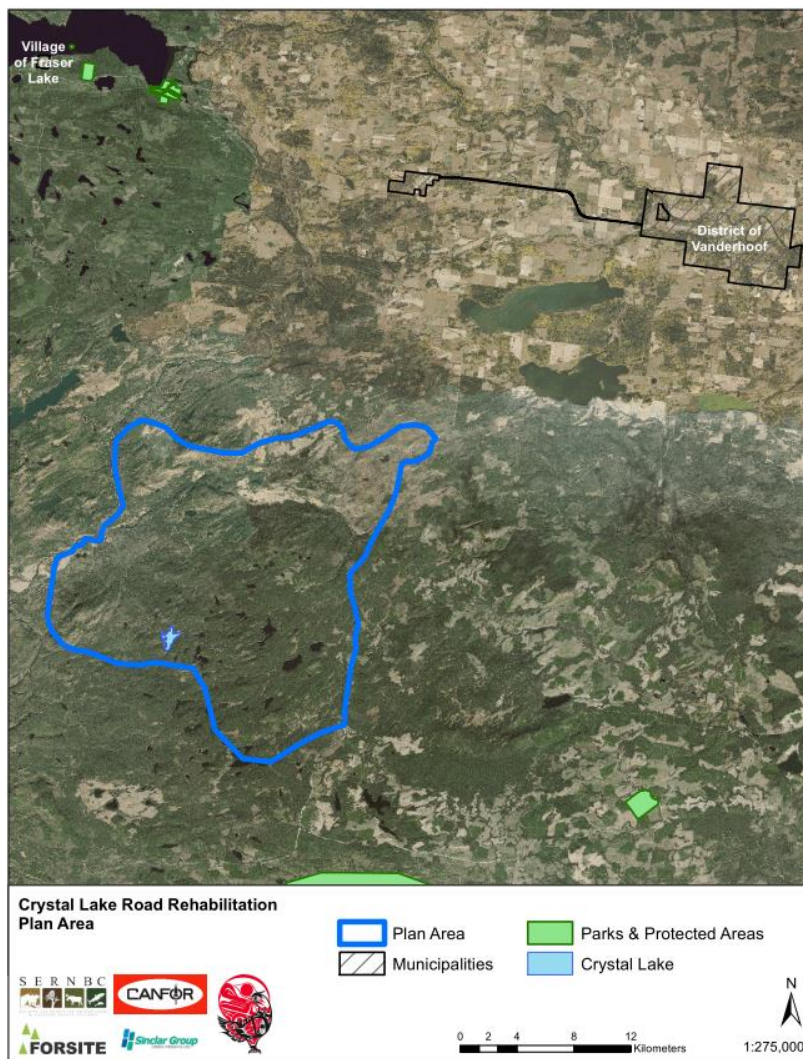 Village
of Fraser
Lake
District of
Vanderhoof
Crystal Lake Road Rehabilitation
Plan Area
Plan Area
Municipalities
Parks & Protected Areas
Crystal Lake
SERNBC
CANFOR
FORSITE
Sinclar Group
0 2 4 8 12
Kilometers
N
1:275,000